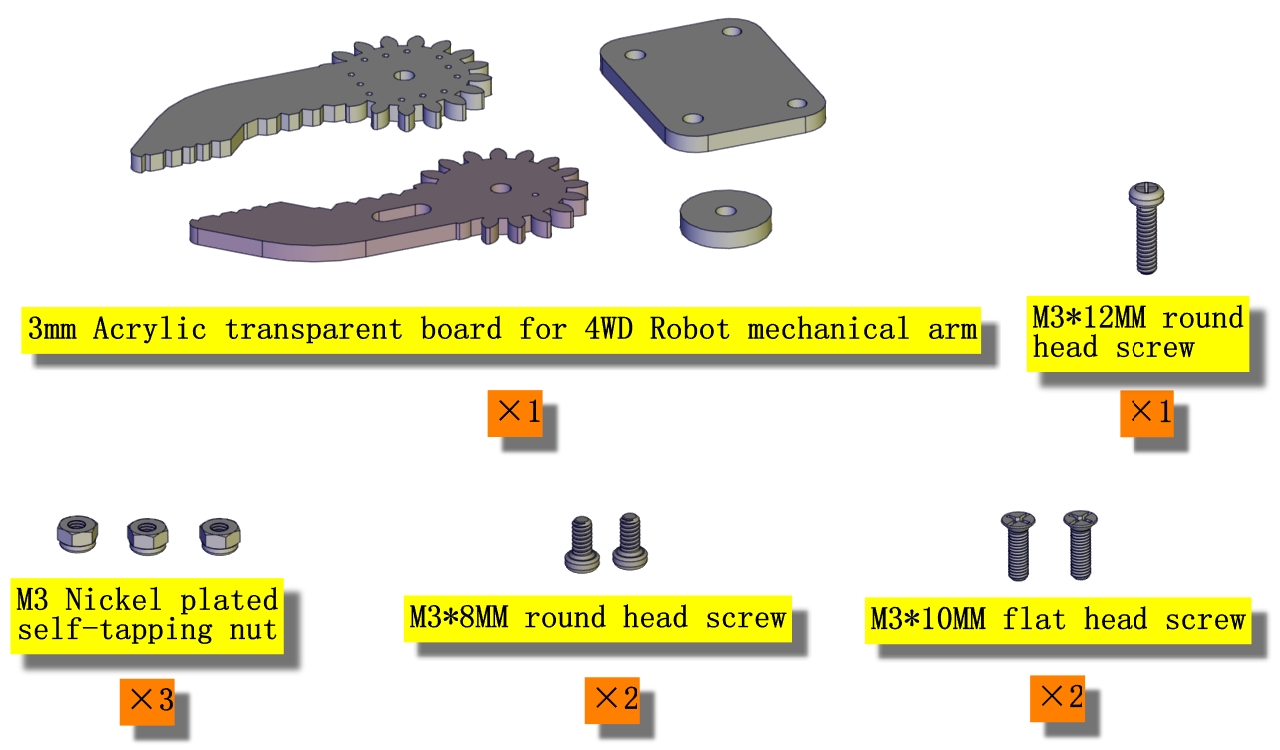 3mm Acrylic transparent board for 4WD Robot mechanical arm
×1
M3*12MM round
head screw
×1
M3 Nickel plated
self-tapping nut
×3
M3*8MM round head screw
×2
M3*10MM flat head screw
×2